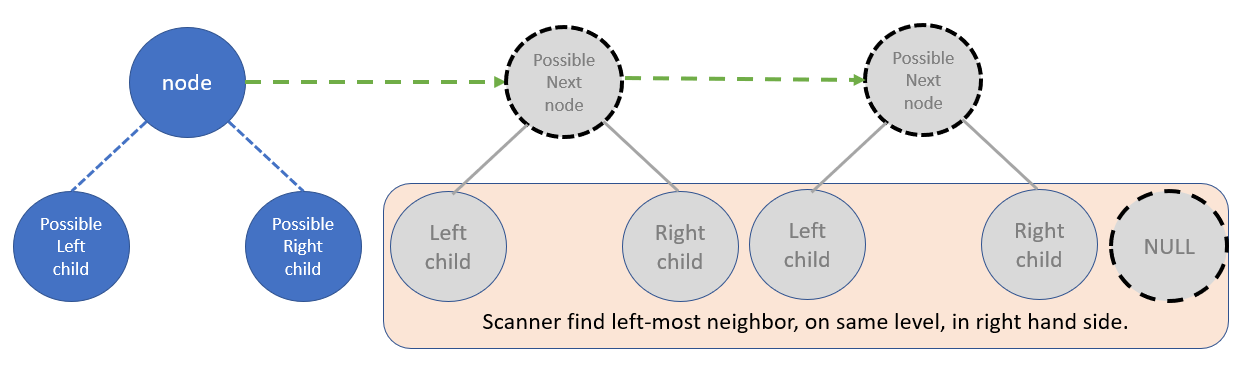 node
Possible
Next
node
Possible
Next
node
Possible
Left
child
Possible
Right
child
Left
child
Right
child
Left
child
Right
child
NULL
Scanner find left-most neighbor, on same level, in right hand side.